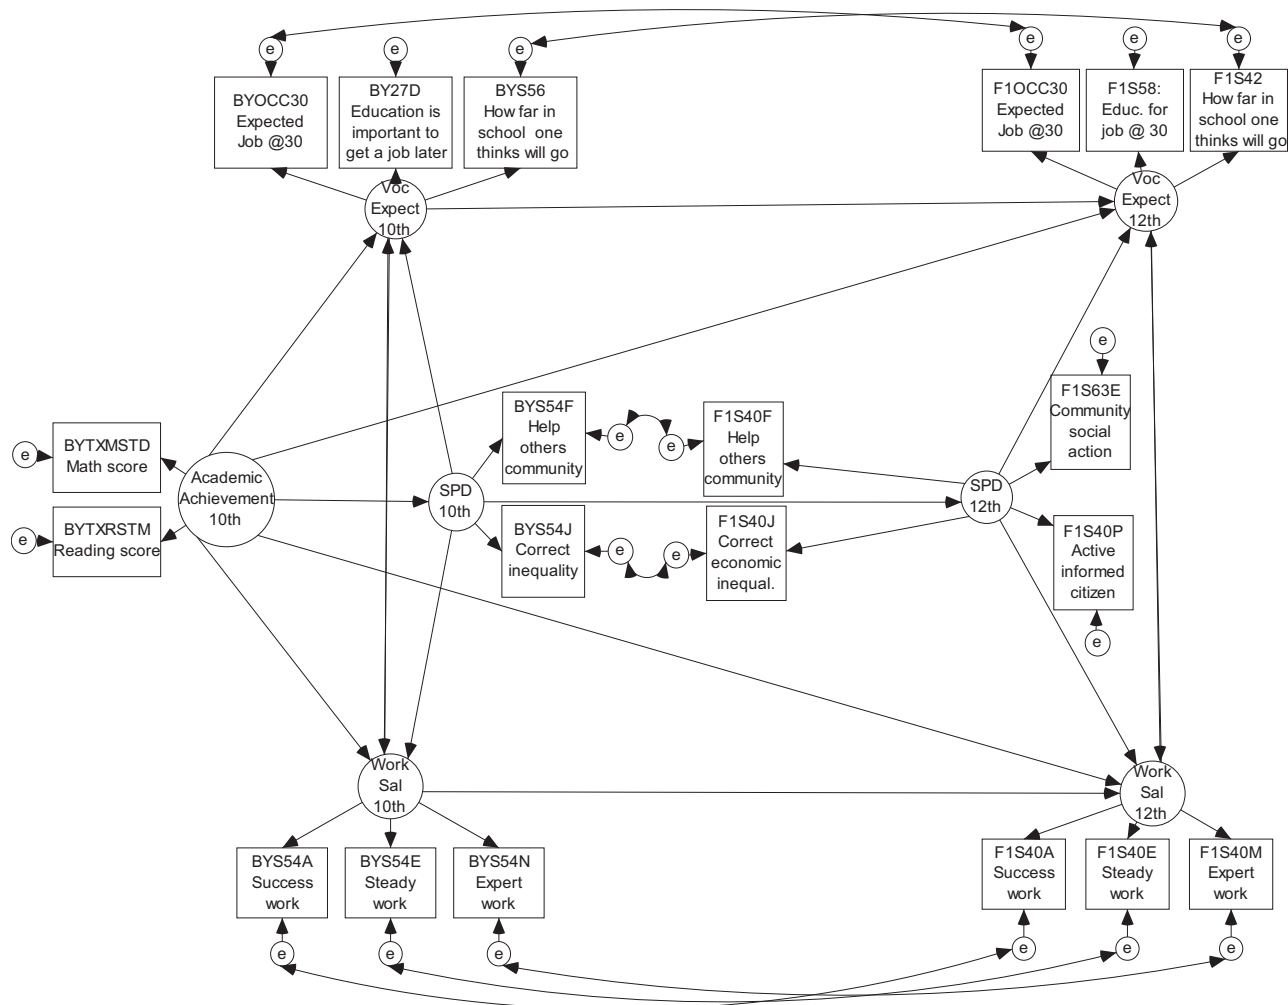 e
e
e
e
e
e
BYOCC30
Expected
Job @30
BY27D
Education is
important to
get a job later
BYS56
How far in
school one
thinks will go
F1OCC30
Expected
Job @30
F1S58:
Educ. for
job @ 30
F1S42
How far in
school one
thinks will go
Voc
Expect
10th
Voc
Expect
12th
e
F1S63E
Community
social
action
BYS54F
Help
others
community
e
e
F1S40F
Help
others
community
e
BYTXMSTD
Math score
Academic
Achievement
10th
SPD
10th
SPD
12th
e
BYTXRSTM
Reading score
BYS54J
Correct
inequality
e
e
F1S40J
Correct
economic
inequal.
F1S40P
Active
informed
citizen
e
Work
Sal
10th
Work
Sal
12th
BYS54A
Success
work
BYS54E
Steady
work
BYS54N
Expert
work
F1S40A
Success
work
F1S40E
Steady
work
F1S40M
Expert
work
e
e
e
e
e
e